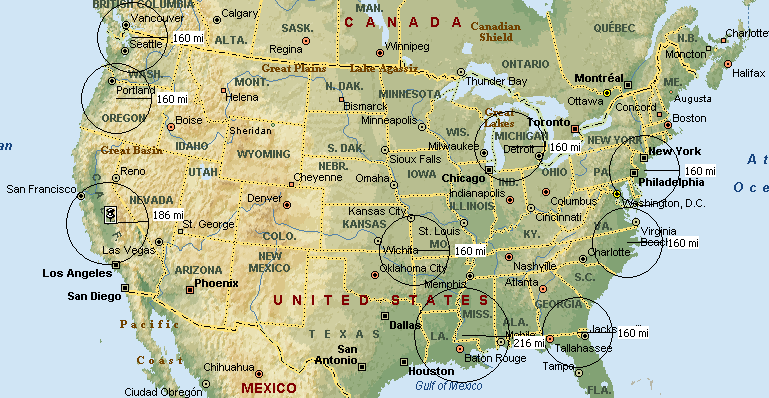 BRITISH COLUMBIA
Vancouver
Calgary
Seattle
160 mi
ALTA.
SASK.
Regina
MAN.
C A N A D A
Winnipeg
Canadian
Shield
ONTARIO
QUÉBEC
N.B.
Charlotte
Moncton
Halifax
Great Plains
Lake Agassiz
Thunder Bay
Montréal
Ottawa
ME.
WASH.
Portland
160 mi
MONT.
Helena
N. DAK.
Bismarck
MINNESOTA
Minneapolis
Great
Lakes
Toronto
Concord
Augusta
Boston
OREGON
Boise
Sheridan
S. DAK.
WIS.
MICHIGAN
Milwaukee
Detroit
160 mi
NEW YORK
New York
Great Basin
IDAHO
WYOMING
Sioux Falls
Chicago
an
San Francisco
Reno
UTAH
Cheyenne
NEBR.
Omaha
IOWA
Indianapolis
IND.
OHIO
PA.
160 mi
Philadelphia
A t
O c e
NEVADA
CALIF
186 mi
St. George
Denver
Kansas City
ILLINOIS
Columbus
Cincinnati
Washington, D.C.
Las Vegas
COLO.
KANSAS
St. Louis
KY.
VA.
Virginia
Beach
160 mi
Wichita
MO.
160 mi
Los Angeles
ARIZONA
NEW
MEXICO
Oklahoma City
Nashville
Charlotte
San Diego
Phoenix
Memphis
Atlanta
S.C.
U N I T E D S T A T E S
GEORGIA
P a c i f i c
T E X A S
Dallas
MISS.
ALA.
Mobile
Jacks
160 mi
LA.
216 mi
Tallahassee
C o a s t
San
Antonio
Baton Rouge
Houston
Tampa
Chihuahua
Gulf of Mexico
Ciudad Obregón
MEXICO
FLA.